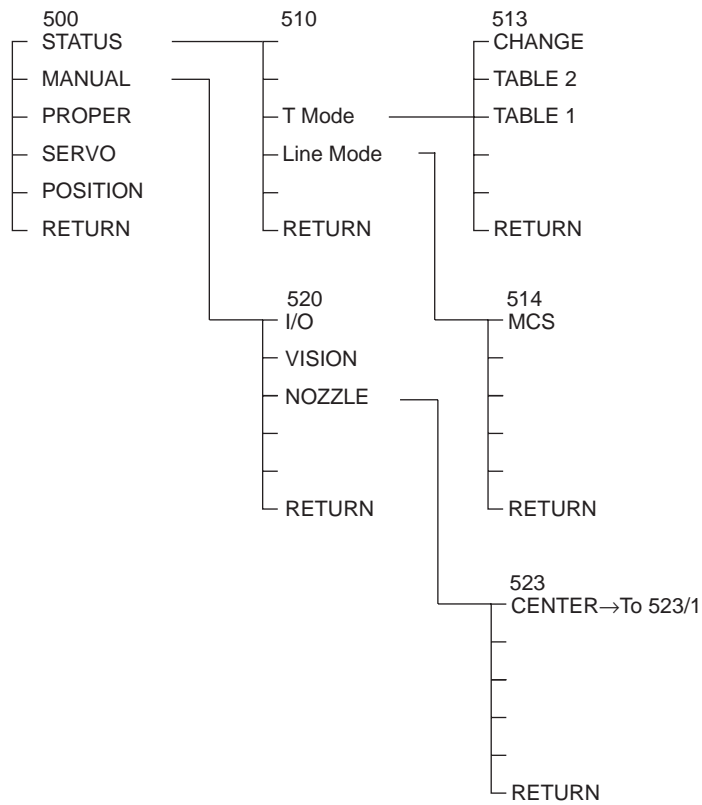 500
STATUS
MANUAL
PROPER
SERVO
POSITION
RETURN
510
T Mode
Line Mode
RETURN
513
CHANGE
TABLE 2
TABLE 1
RETURN
520
I/O
VISION
NOZZLE
RETURN
514
MCS
RETURN
523
CENTER→To 523/1
RETURN